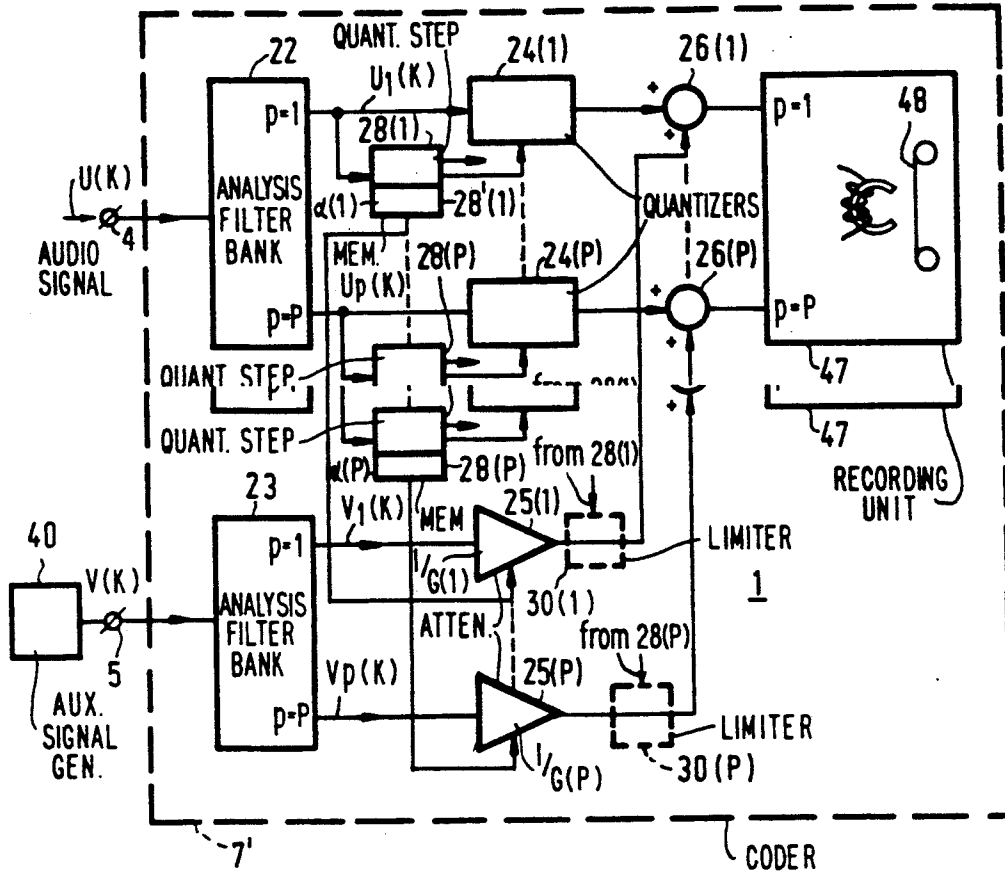 QUANT. STEP
22
24(1)
26(1)
U₁(K)
p=1
28(1)
p=1
48
U(K)
ANALYSIS
FILTER
BANK
α(1)
28'(1)
QUANTIZERS
4
AUDIO
SIGNAL
MEM.
28(P)
24(P)
26(P)
Up(K)
p=P
p=P
QUANT STEP
47
47
QUANT. STEP
from 28(1)
α(P)
28(P)
RECORDING
UNIT
23
V₁(K)
MEM
25(1)
40
p=1
1/G(1)
LIMITER
V(K)
ANALYSIS
FILTER
BANK
30(1)
1
ATTEN.
from 28(P)
5
Vp(K)
25(P)
AUX.
SIGNAL
GEN.
p=P
LIMITER
1/G(P)
30(P)
7'
CODER